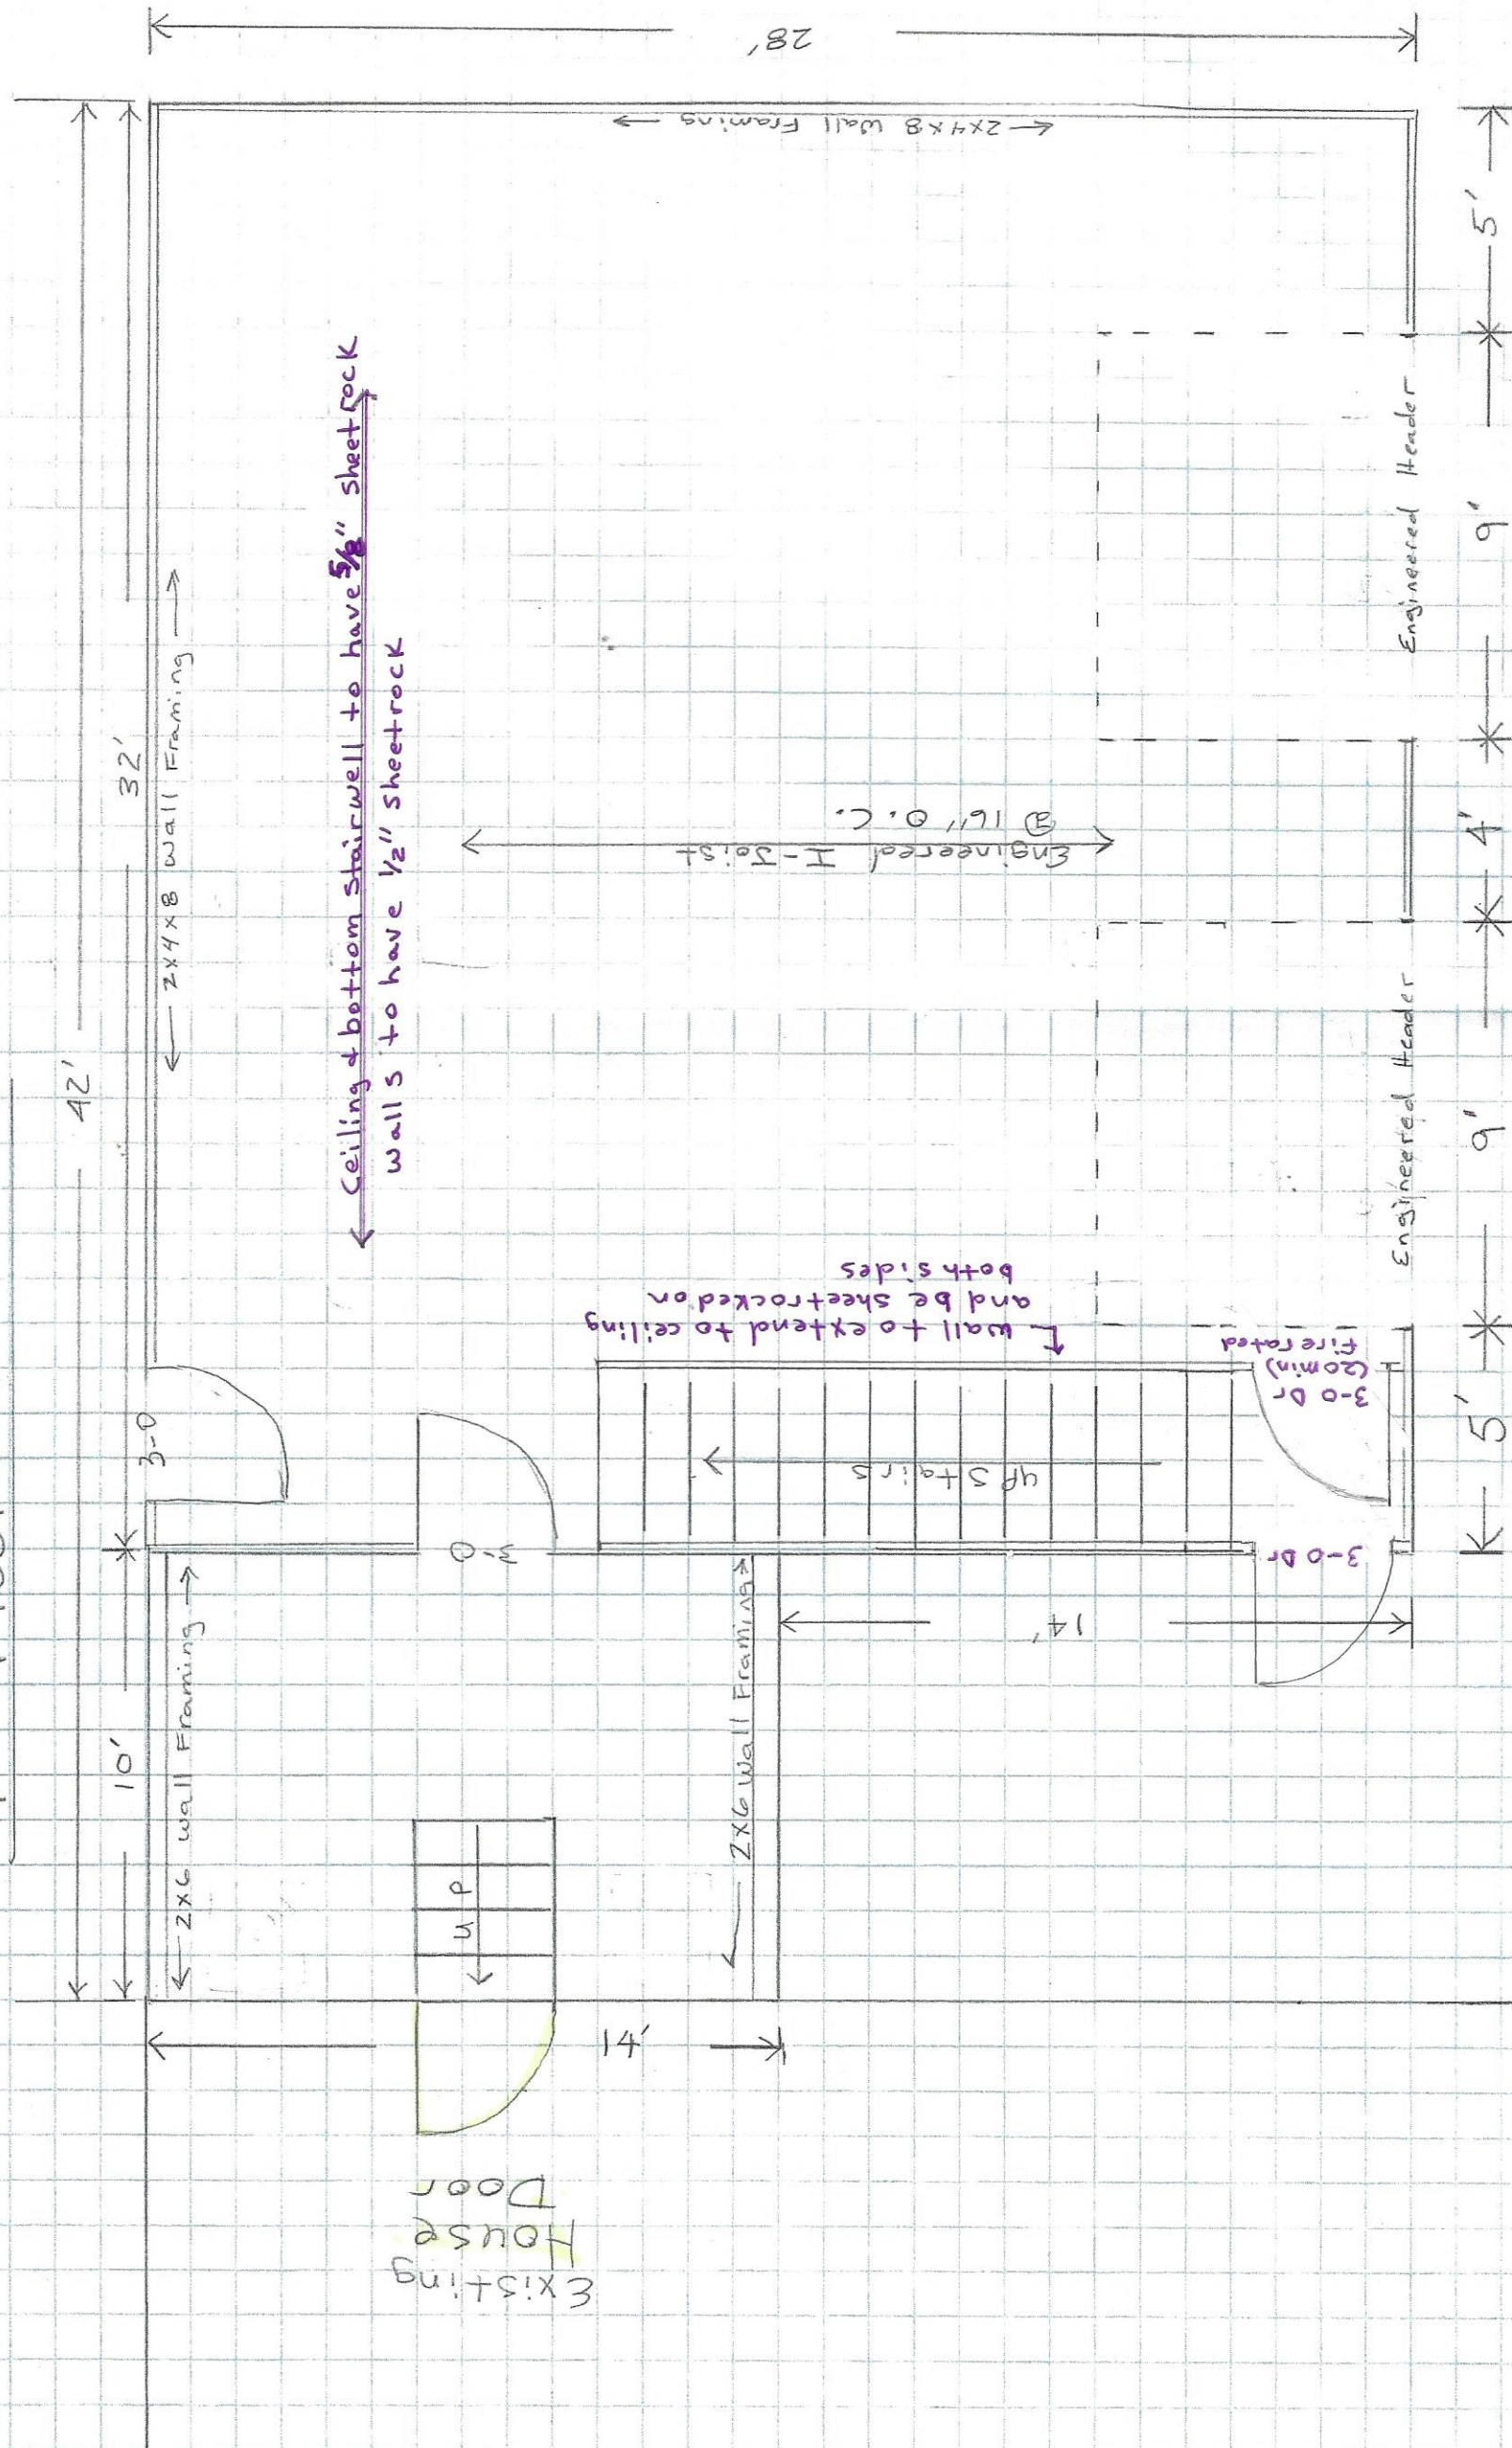 28'
42'
32'
10'
← 2x4x8 Wall Framing →
← 2x4x8 Wall Framing →
Ceiling & bottom stairwell to have 5/8" sheetrock
walls to have 1/2" sheetrock
Engineered I-Joist
@ 16" O.C.
wall to extend to ceiling
and be sheetrocked on
both sides
3-0
3-0
3-0 Dr
(20min)
Fire rated
3-0 Dr
up stairs
← 2x6 wall Framing →
← 2x6 Wall Framing →
up
14'
14'
Existing
House
Door
Engineered Header
Engineered Header
5'
9'
4'
9'
5'